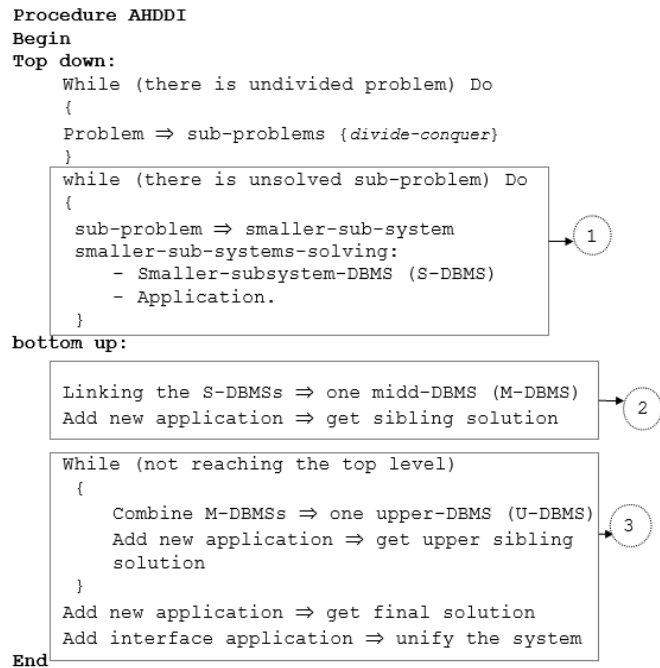 Procedure AHDDI
Begin
Top down:
While (there is undivided problem) Do
{
Problem ⇒ sub-problems {divide-conquer}
}
while (there is unsolved sub-problem) Do
{
sub-problem ⇒ smaller-sub-system
smaller-sub-systems-solving:
- Smaller-subsystem-DBMS (S-DBMS)
- Application.
}
1
bottom up:
Linking the S-DBMSs ⇒ one midd-DBMS (M-DBMS)
Add new application ⇒ get sibling solution
2
While (not reaching the top level)
{
Combine M-DBMSs ⇒ one upper-DBMS (U-DBMS)
Add new application ⇒ get upper sibling
solution
}
Add new application ⇒ get final solution
Add interface application ⇒ unify the system
3
End